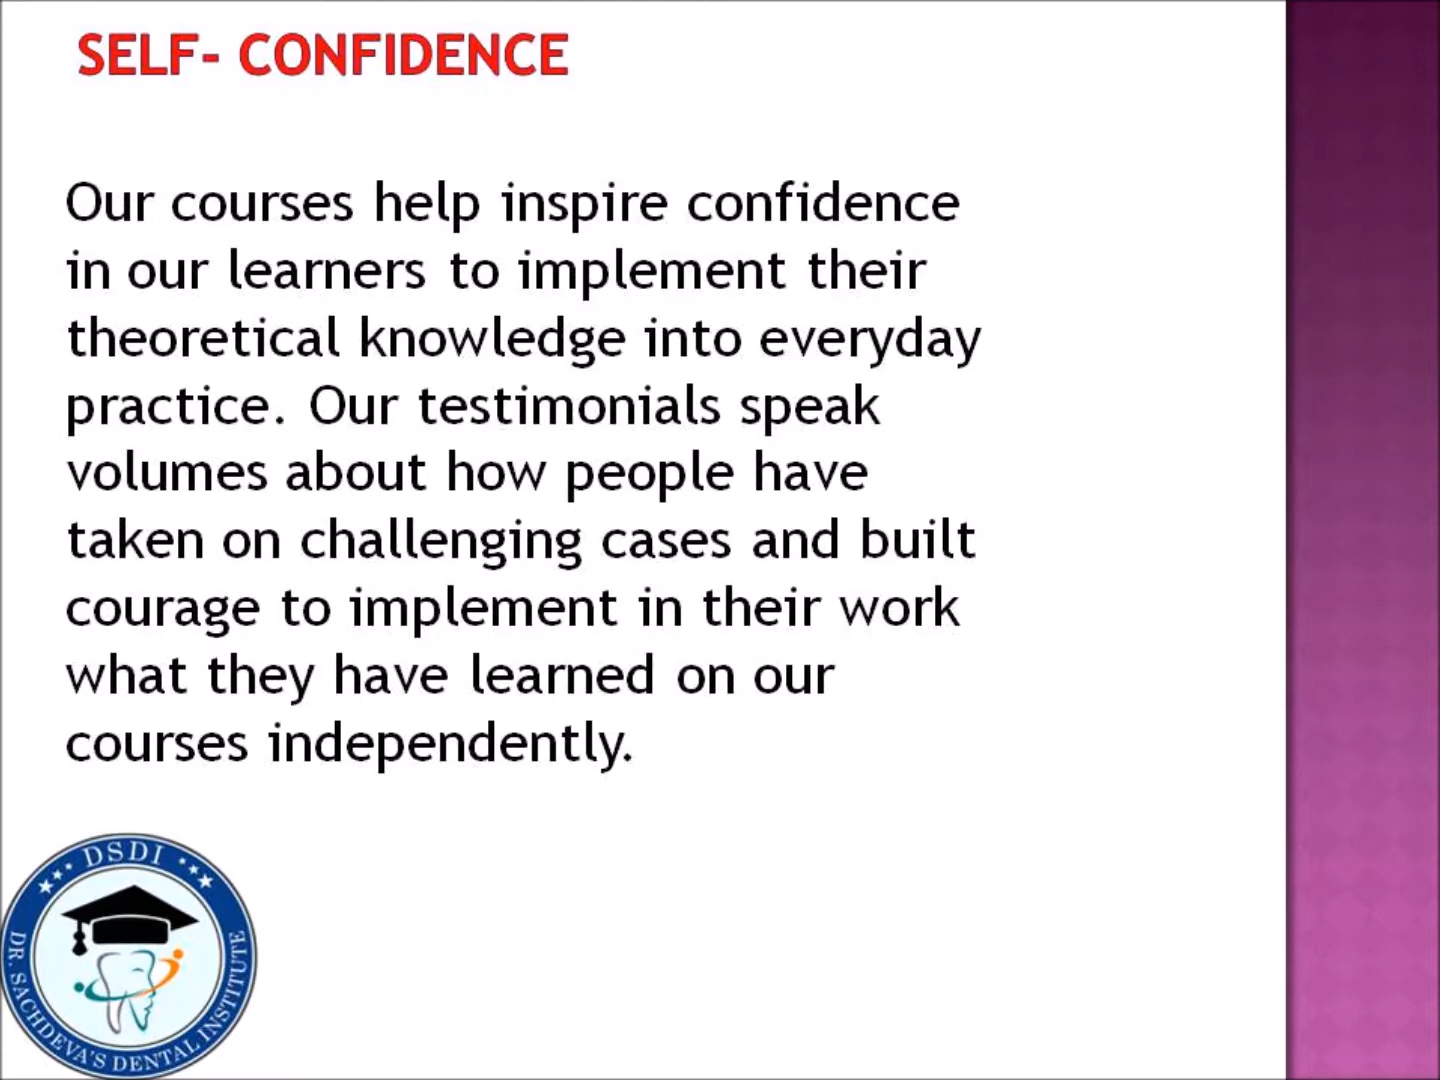 SELF- CONFIDENCE
Our courses help inspire confidence
in our learners to implement their
theoretical knowledge into everyday
practice. Our testimonials speak
volumes about how people have
taken on challenging cases and built
courage to implement in their work
what they have learned on our
courses independently.
DSDI
DR. SACHDEVA'S DENTAL INSTITUTE